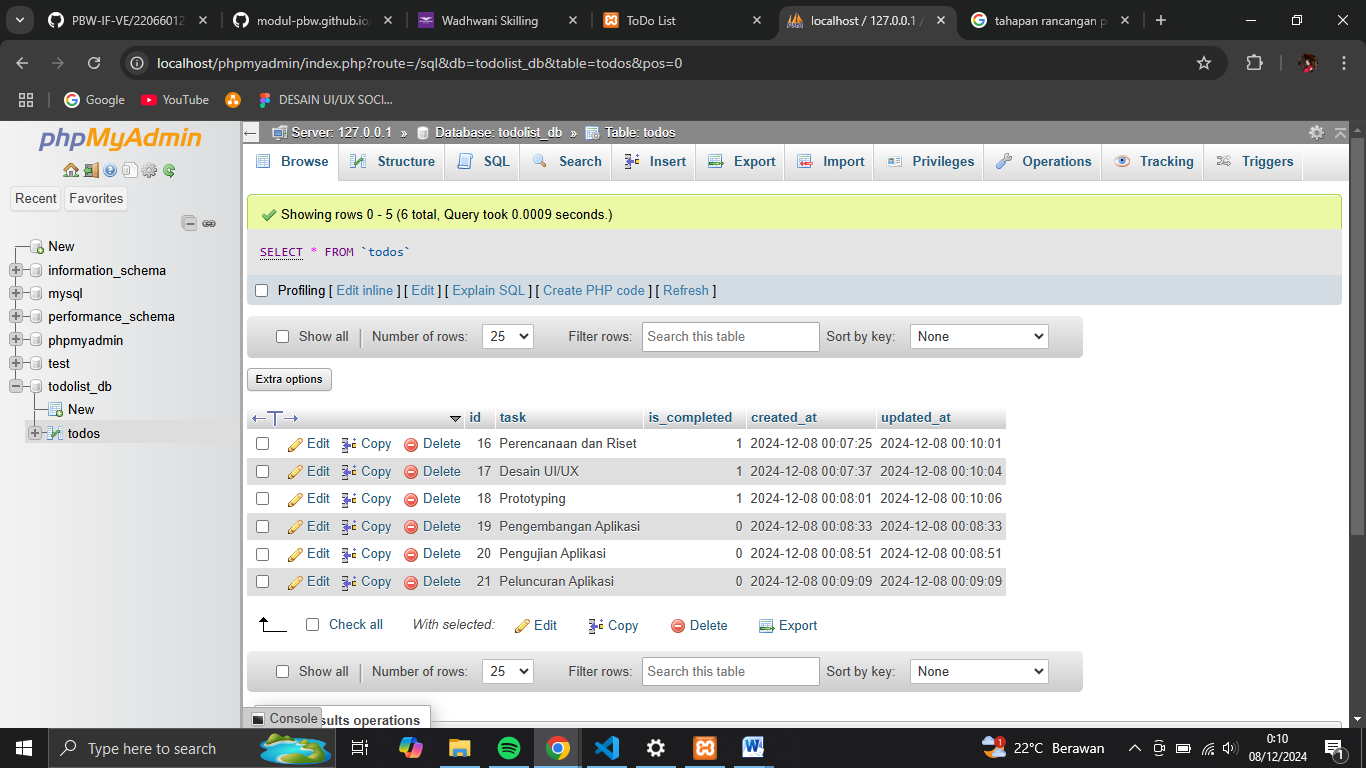 PBW-IF-VE/22066012
modul-pbw.github.io/
Wadhwani Skilling
ToDo List
localhost / 127.0.0.1 /
tahapan rancangan p
localhost/phpmyadmin/index.php?route=/sql&db=todolist_db&table=todos&pos=0
Google YouTube DESAIN UI/UX SOCI...
phpMyAdmin
Recent Favorites
New
information_schema
mysql
performance_schema
phpmyadmin
test
todolist_db
New
todos
Server: 127.0.0.1 » Database: todolist_db » Table: todos
Browse Structure SQL Search Insert Export Import Privileges Operations Tracking Triggers
Showing rows 0 - 5 (6 total, Query took 0.0009 seconds.)
SELECT * FROM `todos`
Profiling [ Edit inline ] [ Edit ] [ Explain SQL ] [ Create PHP code ] [ Refresh ]
Show all Number of rows: 25 Filter rows: Search this table Sort by key: None
Extra options
id task is_completed created_at updated_at
Edit Copy Delete 16 Perencanaan dan Riset 1 2024-12-08 00:07:25 2024-12-08 00:10:01
Edit Copy Delete 17 Desain UI/UX 1 2024-12-08 00:07:37 2024-12-08 00:10:04
Edit Copy Delete 18 Prototyping 1 2024-12-08 00:08:01 2024-12-08 00:10:06
Edit Copy Delete 19 Pengembangan Aplikasi 0 2024-12-08 00:08:33 2024-12-08 00:08:33
Edit Copy Delete 20 Pengujian Aplikasi 0 2024-12-08 00:08:51 2024-12-08 00:08:51
Edit Copy Delete 21 Peluncuran Aplikasi 0 2024-12-08 00:09:09 2024-12-08 00:09:09
Check all With selected: Edit Copy Delete Export
Show all Number of rows: 25 Filter rows: Search this table Sort by key: None
Console sults operations
Type here to search
22°C Berawan
0:10
08/12/2024
1